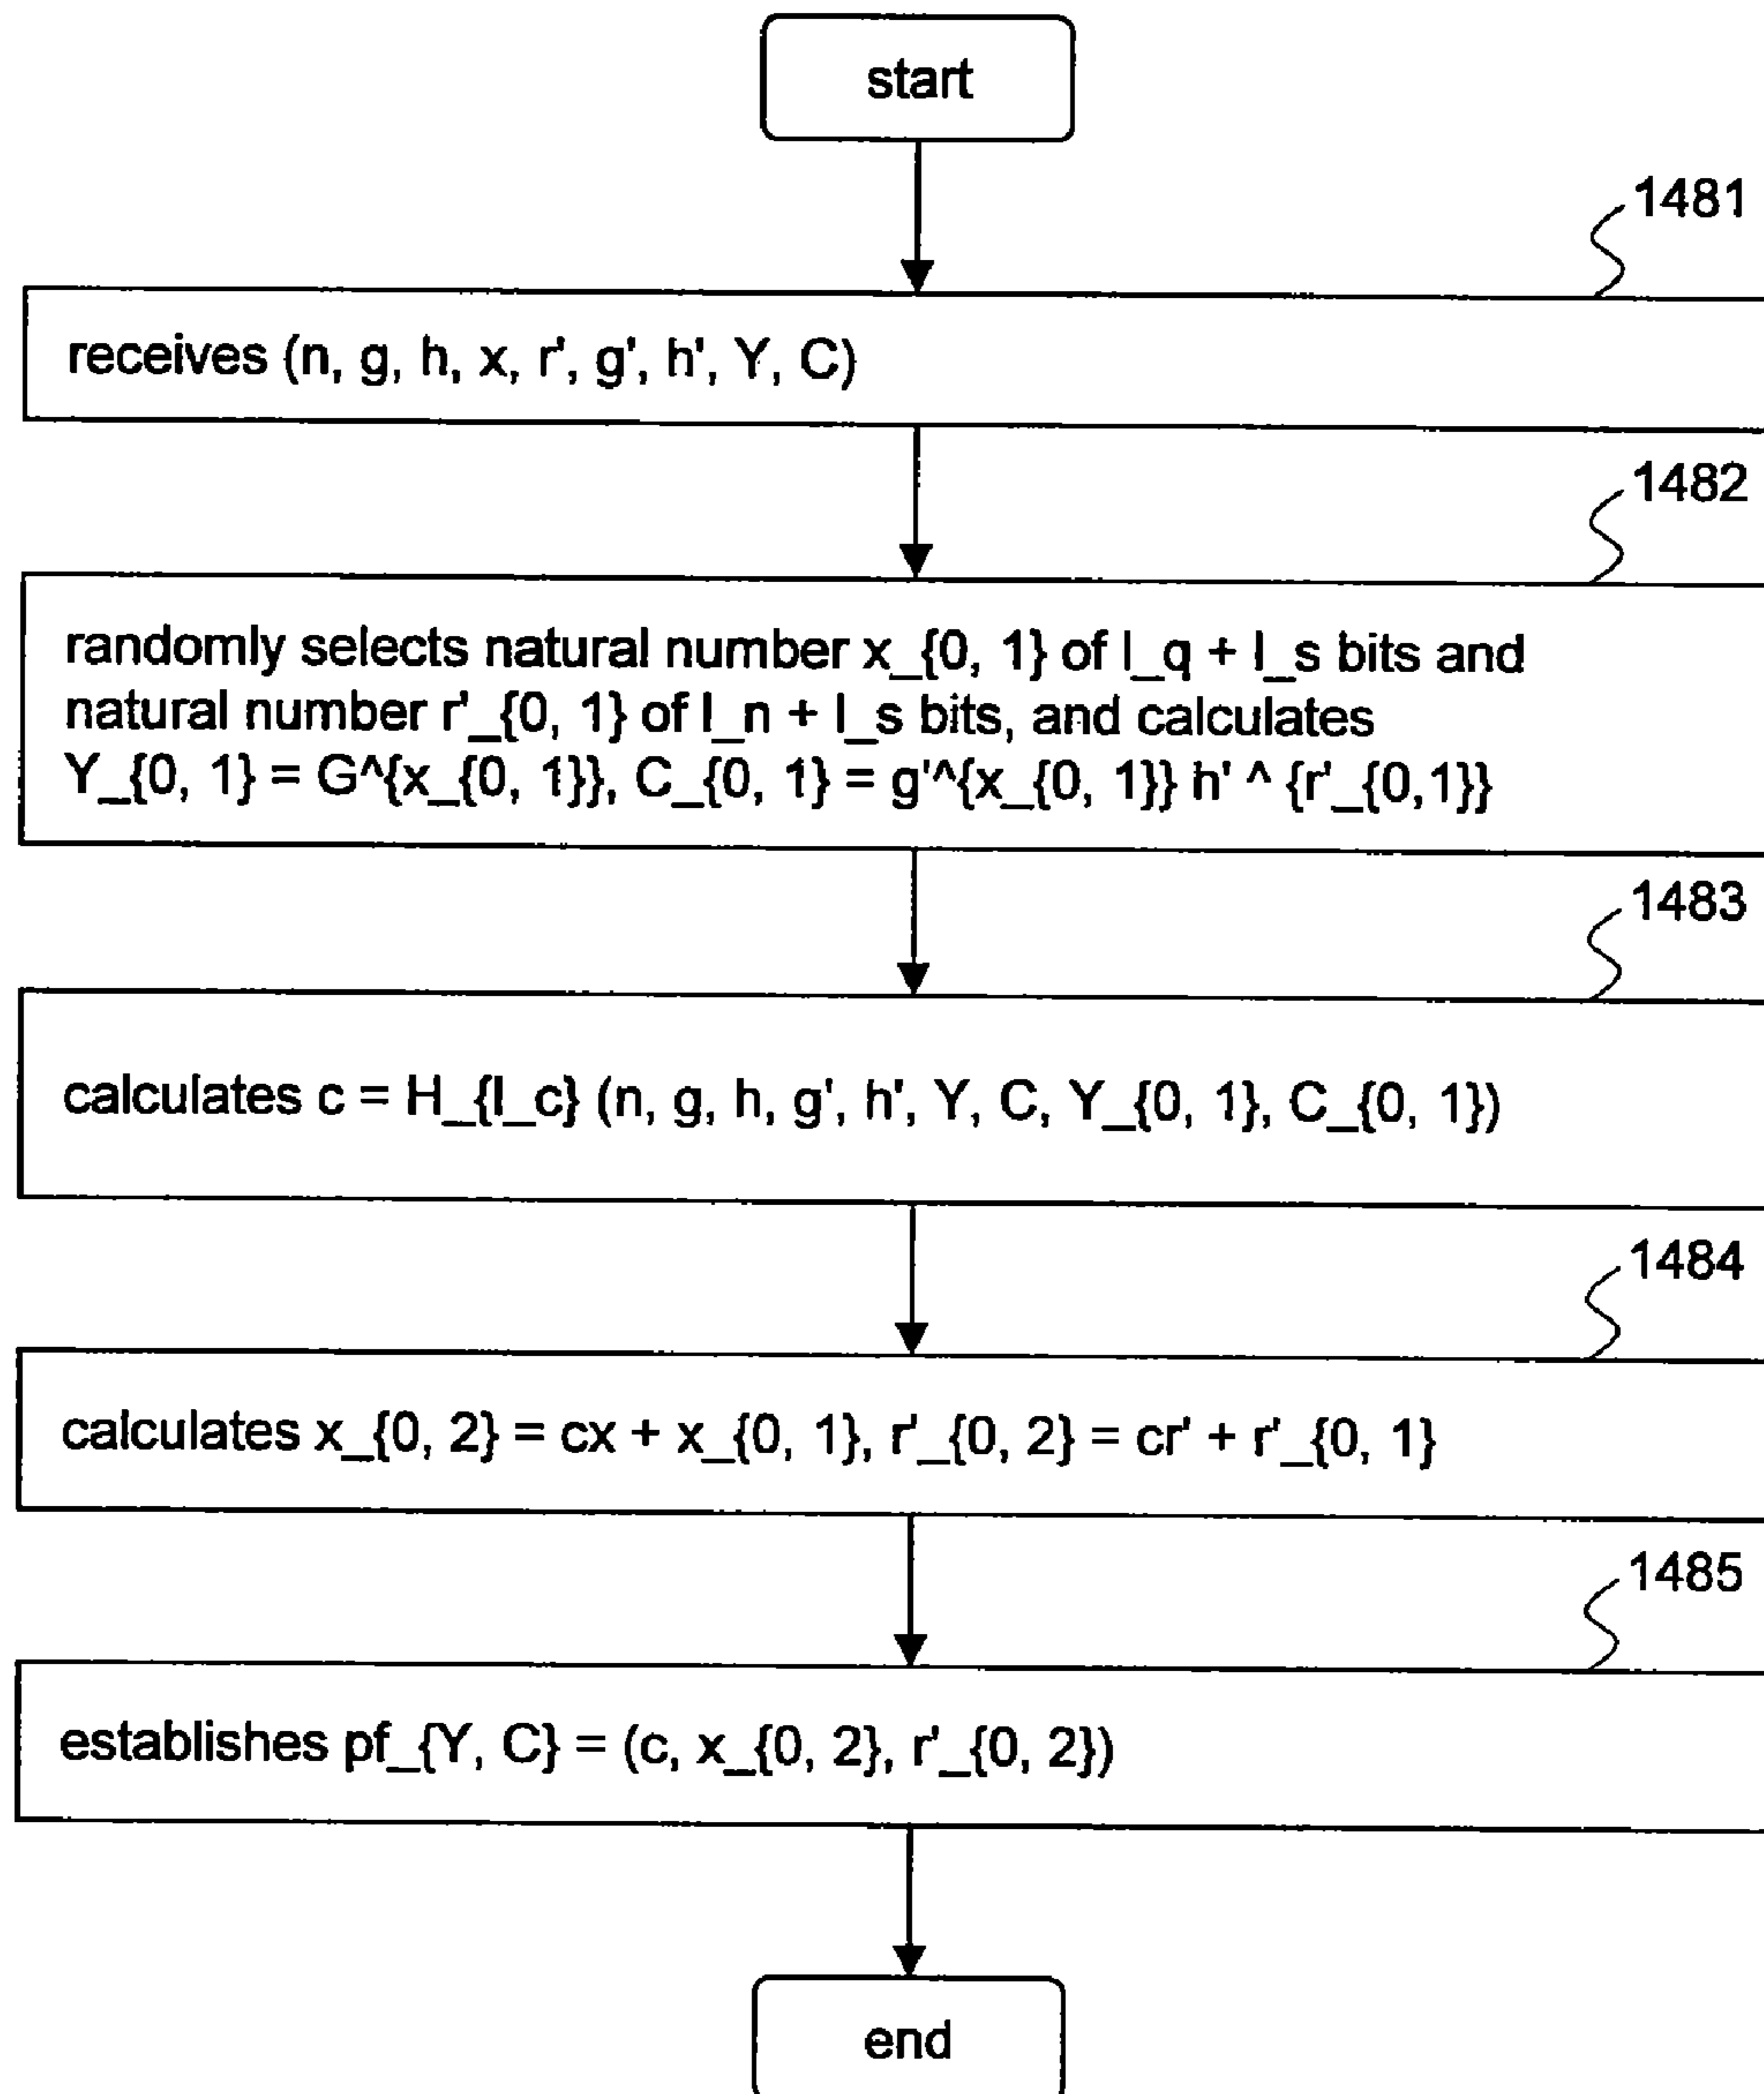 start
1481
receives (n, g, h, x, r', g', h', Y, C)
1482
randomly selects natural number x_{0, 1} of l_q + l_s bits and
natural number r'_{0, 1} of l_n + l_s bits, and calculates
Y_{0, 1} = G^{x_{0, 1}}, C_{0, 1} = g'^{x_{0, 1}} h' ^ {r'_{0,1}}
1483
calculates c = H_{l_c} (n, g, h, g', h', Y, C, Y_{0, 1}, C_{0, 1})
1484
calculates x_{0, 2} = cx + x_{0, 1}, r'_{0, 2} = cr' + r'_{0, 1}
1485
establishes pf_{Y, C} = (c, x_{0, 2}, r'_{0, 2})
end